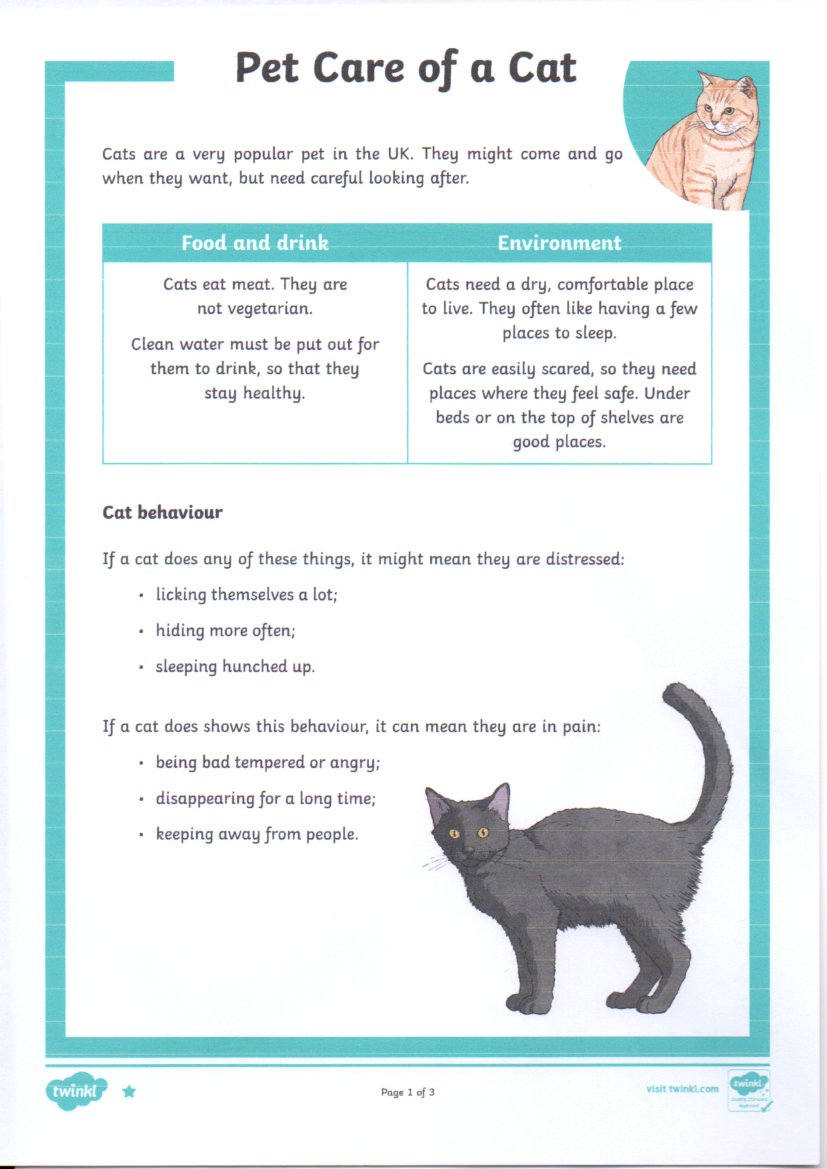 Pet Care of a Cat
Cats are a very popular pet in the UK. They might come and go
when they want, but need careful looking after.
Food and drink
Cats eat meat. They are
not vegetarian.
Clean water must be put out for
them to drink, so that they
stay healthy.
Environment
Cats need a dry, comfortable place
to live. They often like having a few
places to sleep.
Cats are easily scared, so they need
places where they feel safe. Under
beds or on the top of shelves are
good places.
Cat behaviour
If a cat does any of these things, it might mean they are distressed:
• licking themselves a lot;
• hiding more often;
• sleeping hunched up.
If a cat does shows this behaviour, it can mean they are in pain:
• being bad tempered or angry;
• disappearing for a long time;
• keeping away from people.
twinkl
Page 1 of 3
visit twinkl.com
twinkl
Quality Standard
Approved